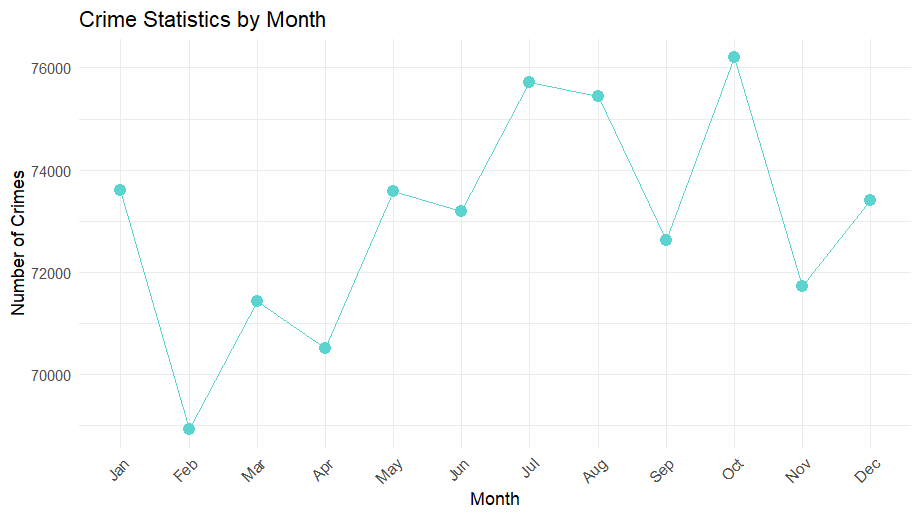 Crime Statistics by Month
Number of Crimes
76000
74000
72000
70000
Jan Feb Mar Apr May Jun Jul Aug Sep Oct Nov Dec
Month